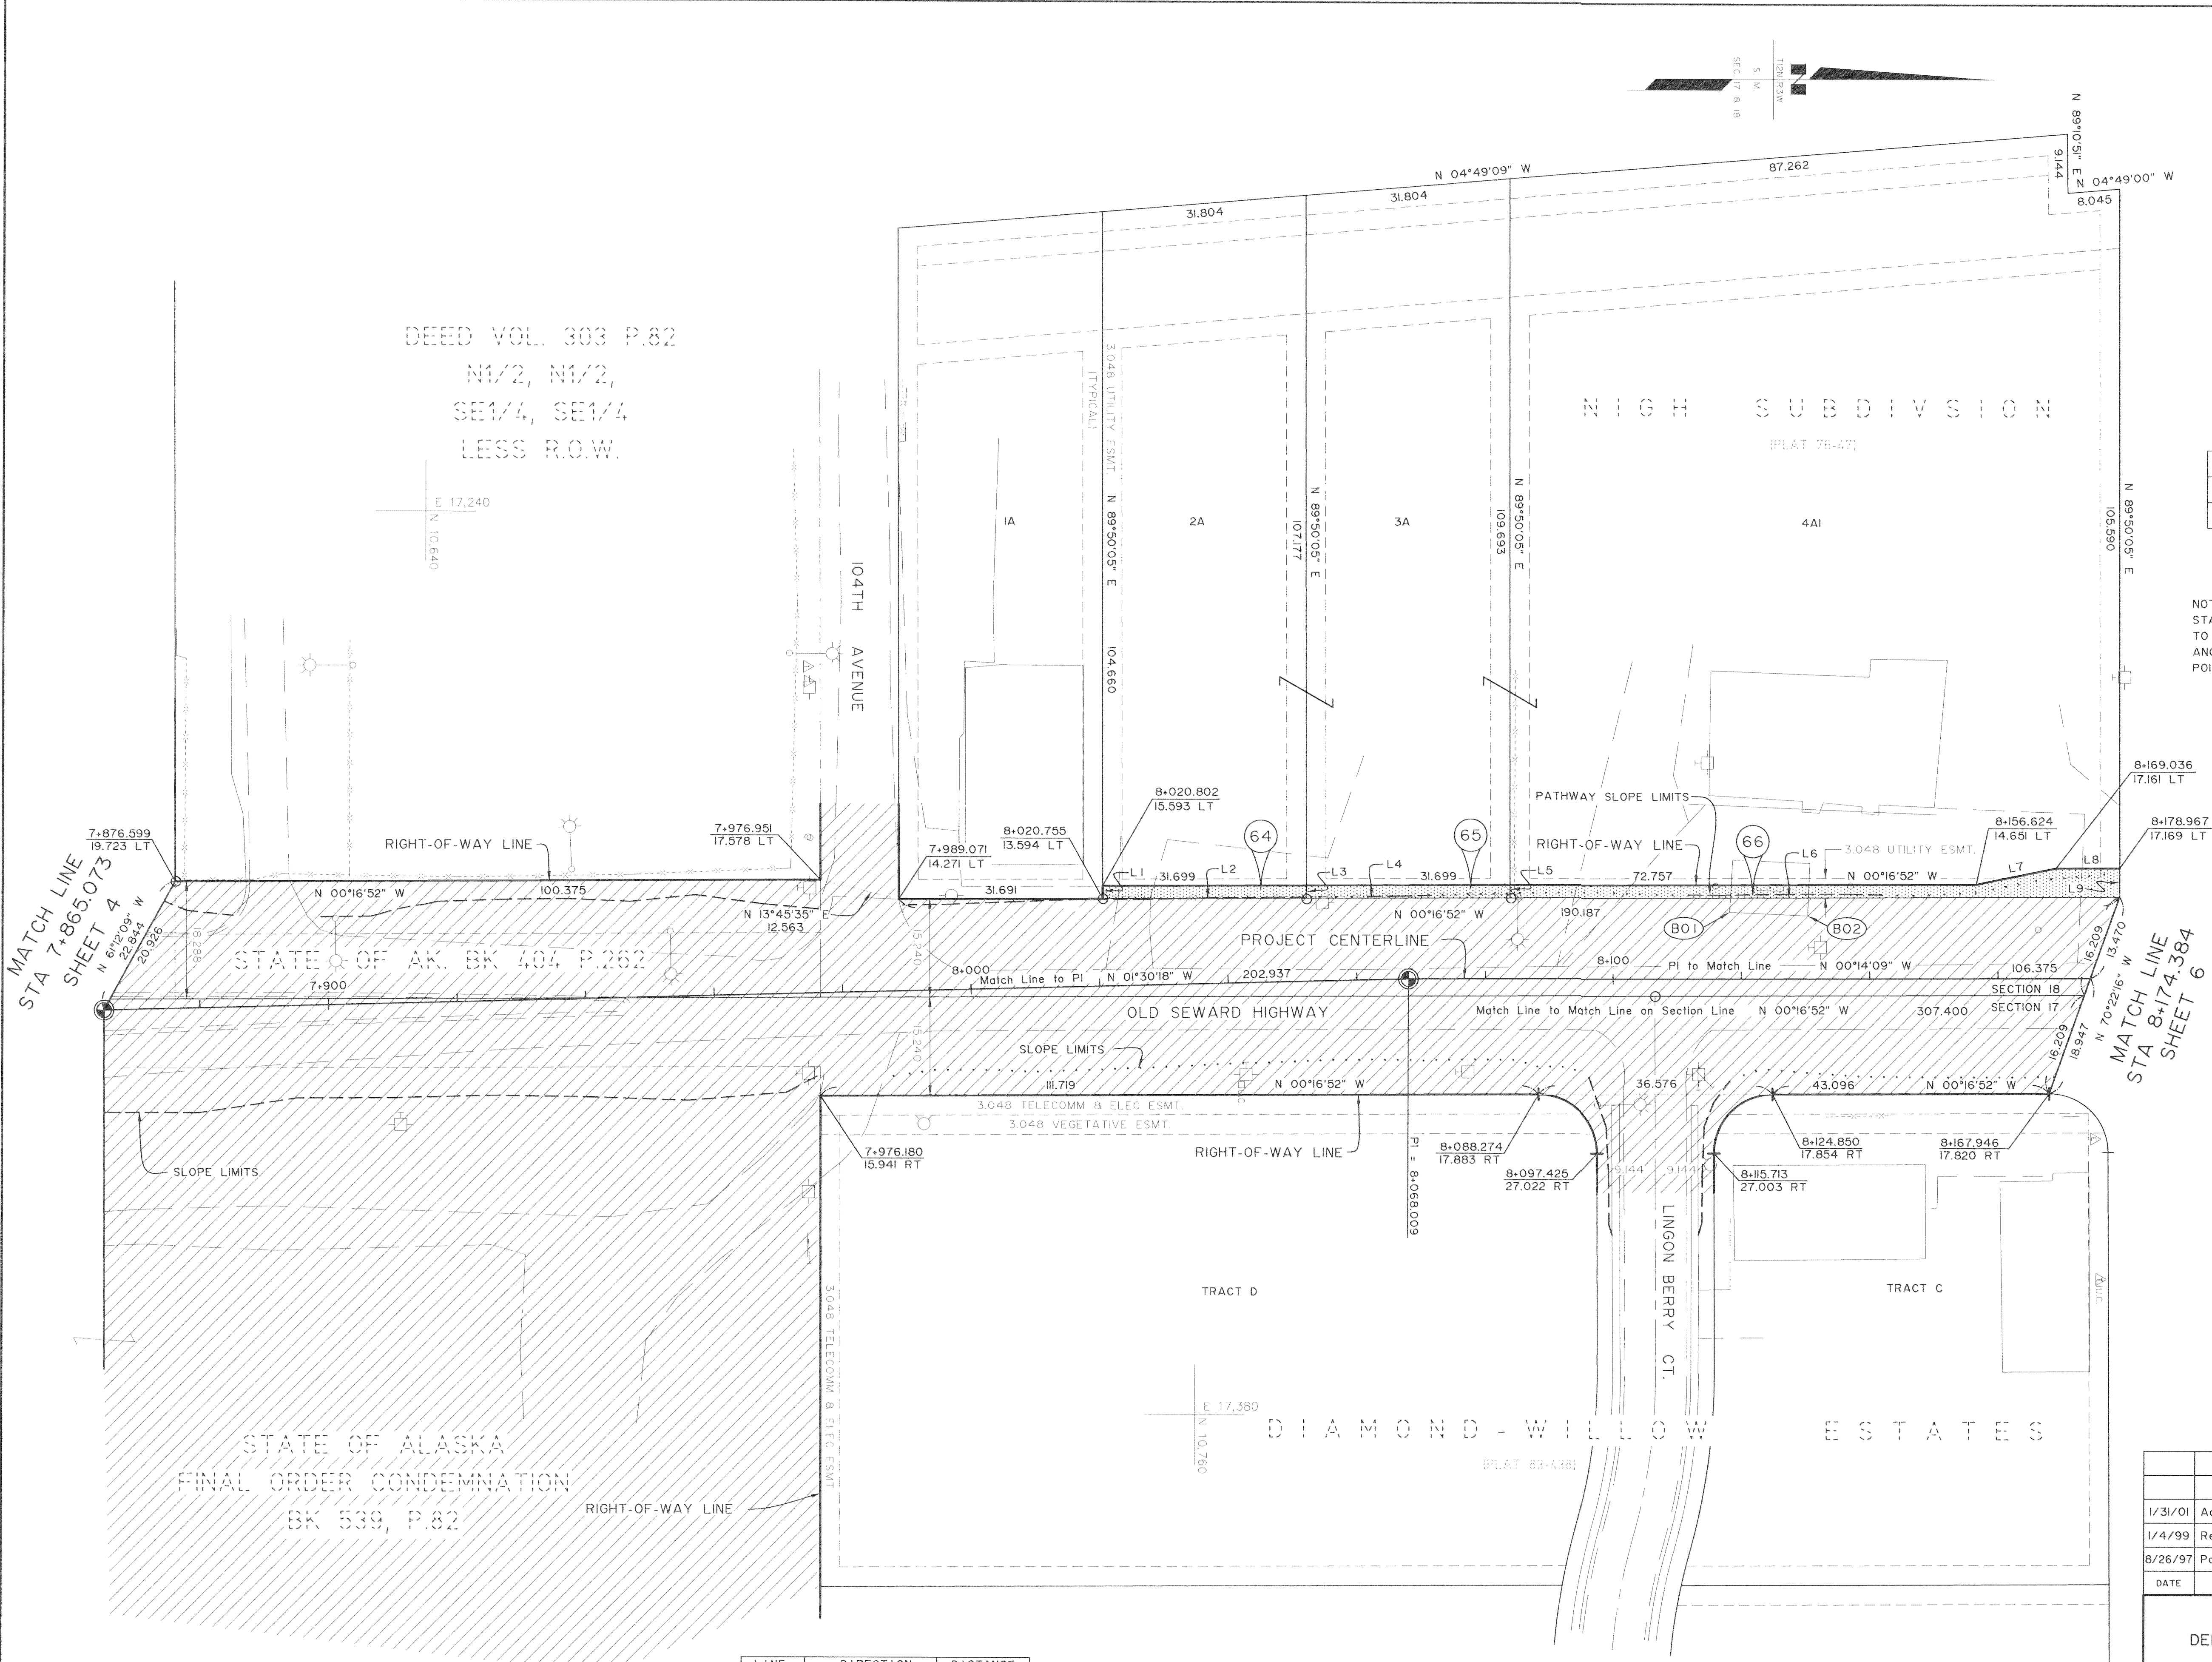 T12N R3W
S M
SEC 17 & 18
N 89°10'51" E
9.144
N 04°49'00" W
8.045
N 04°49'09" W
87.262
31.804
31.804
DEED VOL. 303 P.82
N1/2, N1/2,
SE1/4, SE1/4
LESS R.O.W.
E 17,240
N 10,640
104TH AVENUE
3.048 UTILITY ESMT.
(TYPICAL)
N 89°50'05" E
104.660
N 89°50'05" E
107.177
N 89°50'05" E
109.693
N 89°50'05" E
105.590
NIGH SUBDIVSION
(PLAT 76-47)
1A
2A
3A
4A1
8+169.036
17.161 LT
8+178.967
17.169 LT
8+156.624
14.651 LT
PATHWAY SLOPE LIMITS
RIGHT-OF-WAY LINE
8+020.802
15.593 LT
8+020.755
13.594 LT
7+989.071
14.271 LT
7+976.951
17.578 LT
RIGHT-OF-WAY LINE
7+876.599
19.723 LT
64
65
66
L1
31.699
L2
L3
L4
31.699
L5
72.757
L6
3.048 UTILITY ESMT.
N 00°16'52" W
L7
L8
L9
MATCH LINE
STA 7+865.073
SHEET 4
N 61°12'09" W
22.844
20.926
18.288
N 00°16'52" W
100.375
N 13°45'35" E
12.563
31.691
N 00°16'52" W
190.187
B01
B02
STATE OF AK. BK 404 P.262
PROJECT CENTERLINE
15.240
7+900
8+000
Match Line to PI N 01°30'18" W 202.937
8+100
PI to Match Line N 00°14'09" W 106.375
SECTION 18
SECTION 17
OLD SEWARD HIGHWAY
Match Line to Match Line on Section Line N 00°16'52" W 307.400
16.209
13.470
N 70°22'16" W
16.209
18.947
MATCH LINE
STA 8+174.384
SHEET 6
15.240
SLOPE LIMITS
111.719
N 00°16'52" W
36.576
43.096
N 00°16'52" W
3.048 TELECOMM & ELEC ESMT.
3.048 VEGETATIVE ESMT.
SLOPE LIMITS
7+976.180
15.941 RT
RIGHT-OF-WAY LINE
PI = 8+068.009
8+088.274
17.883 RT
8+097.425
27.022 RT
9.144
9.144
8+115.713
27.003 RT
8+124.850
17.854 RT
8+167.946
17.820 RT
LINGON BERRY CT.
TRACT D
TRACT C
3.048 TELECOMM & ELEC ESMT
E 17,380
N 10,760
DIAMOND-WILLOW ESTATES
(PLAT 83-438)
STATE OF ALASKA
FINAL ORDER CONDEMNATION
BK 539, P.82
RIGHT-OF-WAY LINE
1/31/01
1/4/99
8/26/97
DATE
LINE DIRECTION DISTANCE